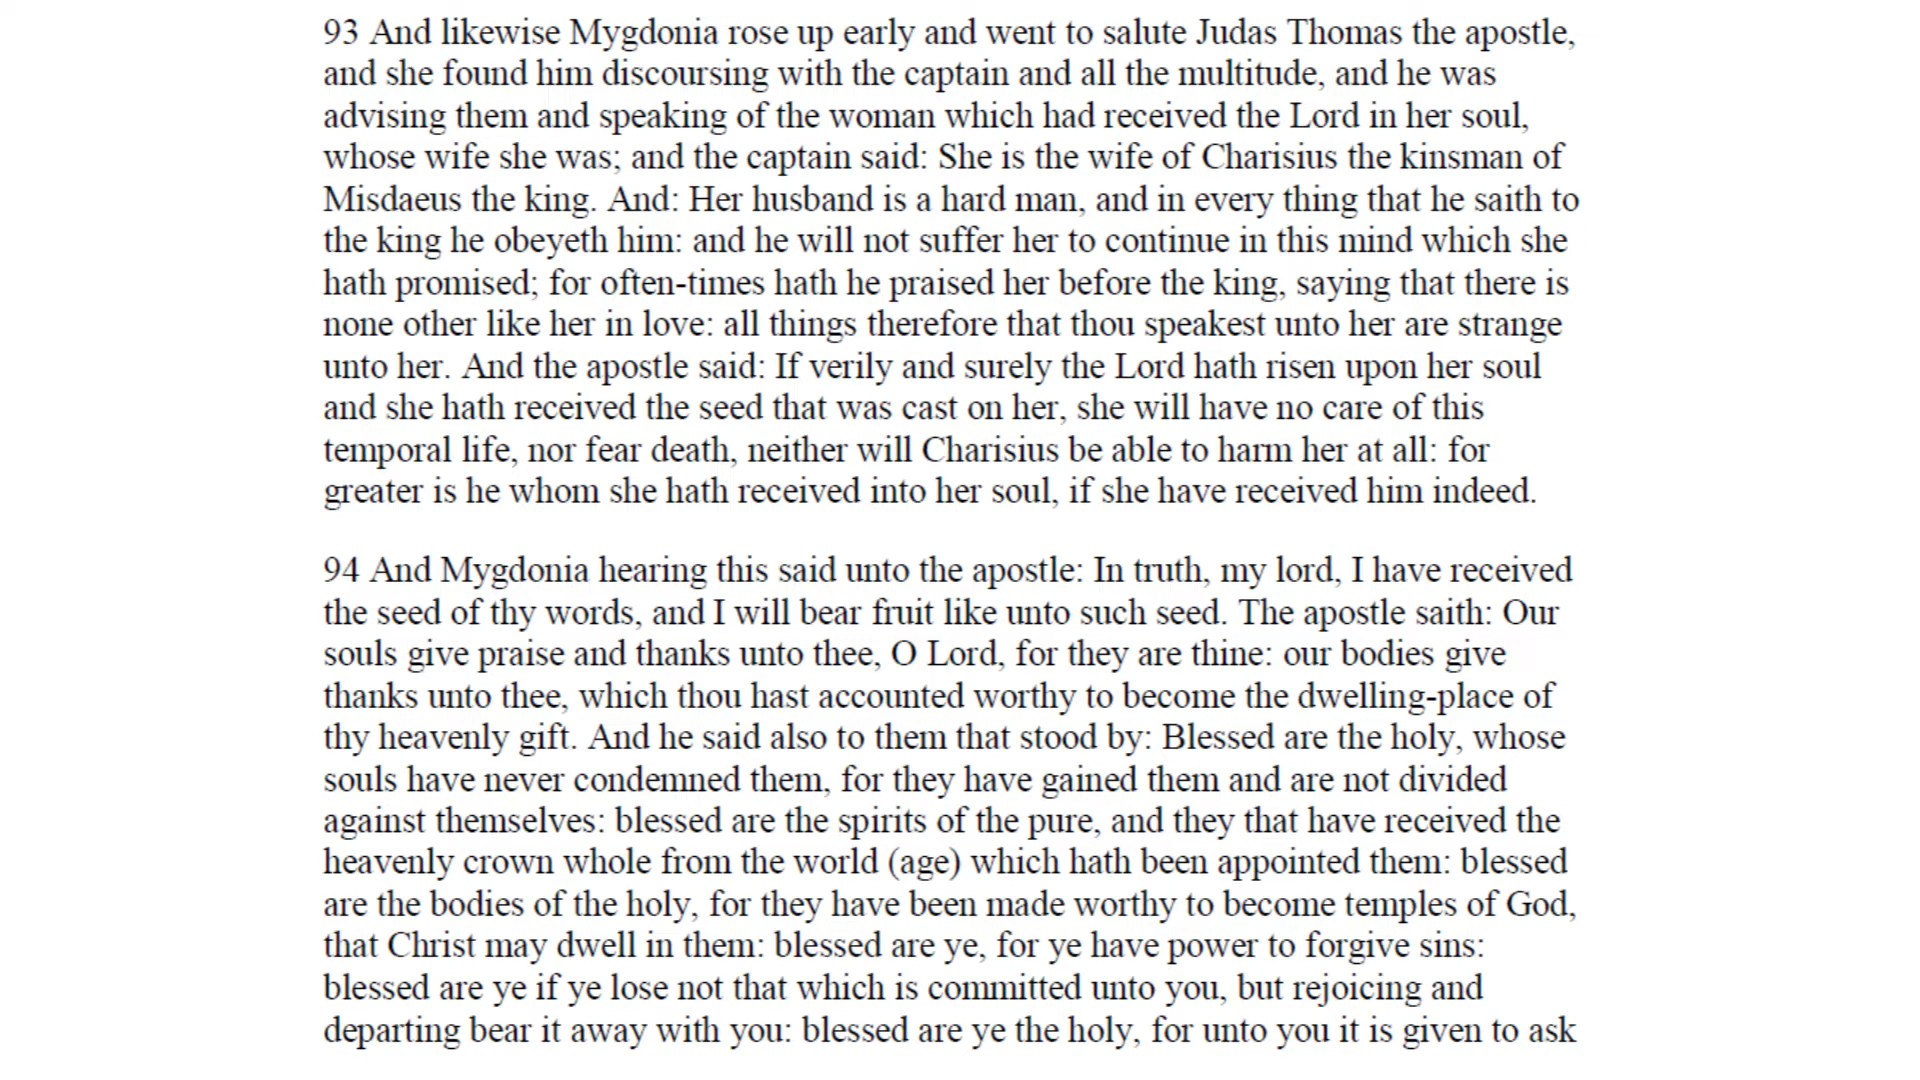 93 And likewise Mygdonia rose up early and went to salute Judas Thomas the apostle,
and she found him discoursing with the captain and all the multitude, and he was
advising them and speaking of the woman which had received the Lord in her soul,
whose wife she was; and the captain said: She is the wife of Charisius the kinsman of
Misdaeus the king. And: Her husband is a hard man, and in every thing that he saith to
the king he obeyeth him: and he will not suffer her to continue in this mind which she
hath promised; for often-times hath he praised her before the king, saying that there is
none other like her in love: all things therefore that thou speakest unto her are strange
unto her. And the apostle said: If verily and surely the Lord hath risen upon her soul
and she hath received the seed that was cast on her, she will have no care of this
temporal life, nor fear death, neither will Charisius be able to harm her at all: for
greater is he whom she hath received into her soul, if she have received him indeed.
94 And Mygdonia hearing this said unto the apostle: In truth, my lord, I have received
the seed of thy words, and I will bear fruit like unto such seed. The apostle saith: Our
souls give praise and thanks unto thee, O Lord, for they are thine: our bodies give
thanks unto thee, which thou hast accounted worthy to become the dwelling-place of
thy heavenly gift. And he said also to them that stood by: Blessed are the holy, whose
souls have never condemned them, for they have gained them and are not divided
against themselves: blessed are the spirits of the pure, and they that have received the
heavenly crown whole from the world (age) which hath been appointed them: blessed
are the bodies of the holy, for they have been made worthy to become temples of God,
that Christ may dwell in them: blessed are ye, for ye have power to forgive sins:
blessed are ye if ye lose not that which is committed unto you, but rejoicing and
departing bear it away with you: blessed are ye the holy, for unto you it is given to ask